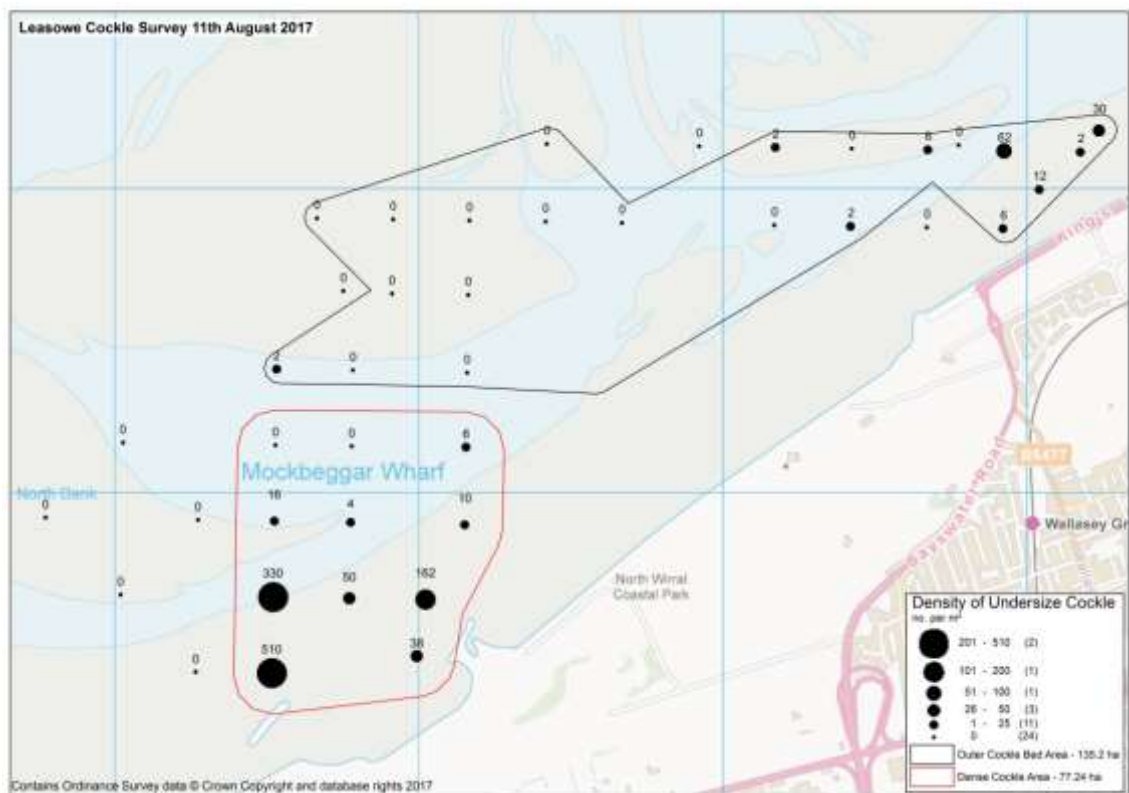 Leasowe Cockle Survey 11th August 2017
30
0
0
2
0
6
0
62
2
12
0
0
0
0
0
0
2
0
6
Kings
0
0
0
2
0
0
0
0
0
6
Mockbeggar Wharf
16
4
10
North Bank
0
0
330
50
162
0
510
38
0
North Wirral
Coastal Park
Wallasey Gr
Density of Undersize Cockle
no. per m²
201 - 510 (2)
101 - 200 (1)
51 - 100 (1)
26 - 50 (3)
1 - 25 (11)
0 (24)
Outer Cockle Bed Area - 135.2 ha
Dense Cockle Area - 77.24 ha
Contains Ordinance Survey data © Crown Copyright and database rights 2017